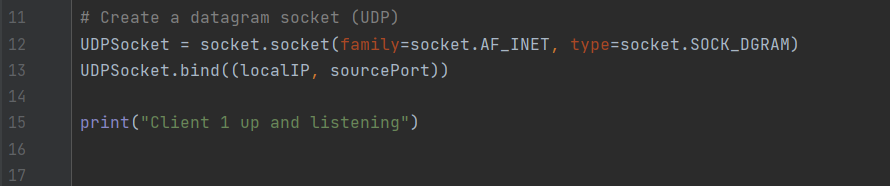 11 # Create a datagram socket (UDP)
12 UDPSocket = socket.socket(family=socket.AF_INET, type=socket.SOCK_DGRAM)
13 UDPSocket.bind((localIP, sourcePort))
14
15 print("Client 1 up and listening")
16
17